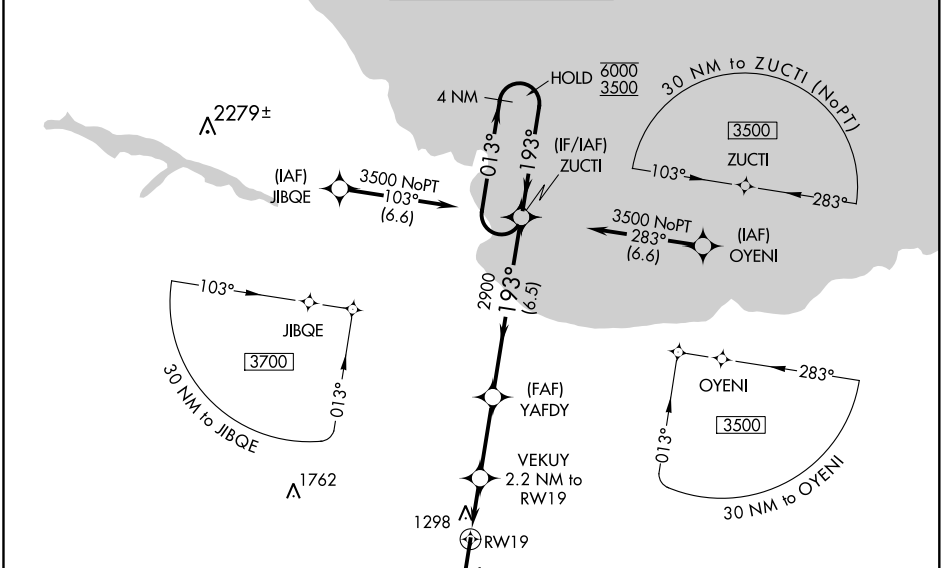 HOLD 6000
3500
4 NM
013°
193°
(IF/IAF)
ZUCTI
2279±
(IAF)
JIBQE
3500 NoPT
103°
(6.6)
30 NM to ZUCTI (NoPT)
3500
ZUCTI
103°
283°
3500 NoPT
283°
(6.6)
(IAF)
OYENI
2900
193°
(6.5)
103°
JIBQE
3700
013°
30 NM to JIBQE
(FAF)
YAFDY
OYENI
283°
3500
013°
30 NM to OYENI
VEKUY
2.2 NM to
RW19
1762
1298
RW19